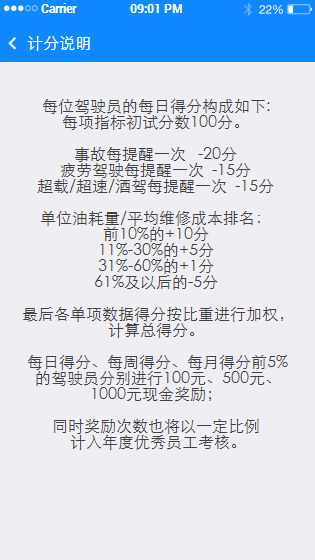 Carrier 09:01 PM 22%
计分说明
每位驾驶员的每日得分构成如下：
每项指标初试分数100分。
事故每提醒一次 -20分
疲劳驾驶每提醒一次 -15分
超载/超速/酒驾每提醒一次 -15分
单位油耗量/平均维修成本排名：
前10%的+10分
11%-30%的+5分
31%-60%的+1分
61%及以后的-5分
最后各单项数据得分按比重进行加权，
计算总得分。
每日得分、每周得分、每月得分前5%
的驾驶员分别进行100元、500元、
1000元现金奖励；
同时奖励次数也将以一定比例
计入年度优秀员工考核。